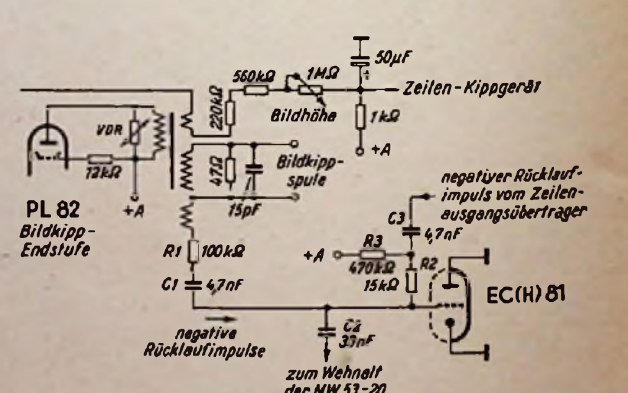 50µF
560kΩ
1MΩ
Zeilen-Kippgerät
220kΩ
Bildhöhe
1kΩ
+A
VDR
12kΩ
+A
47Ω
15pF
Bildkipp-
spule
PL 82
Bildkipp-
Endstufe
negativer Rücklauf-
impuls vom Zeilen-
ausgangsübertrager
C3
4,7nF
R1
100kΩ
+A
R3
470kΩ
R2
15kΩ
C1
4,7nF
EC(H)81
negative
Rücklaufimpulse
C2
33nF
zum Wehnelt
der MW 53-20